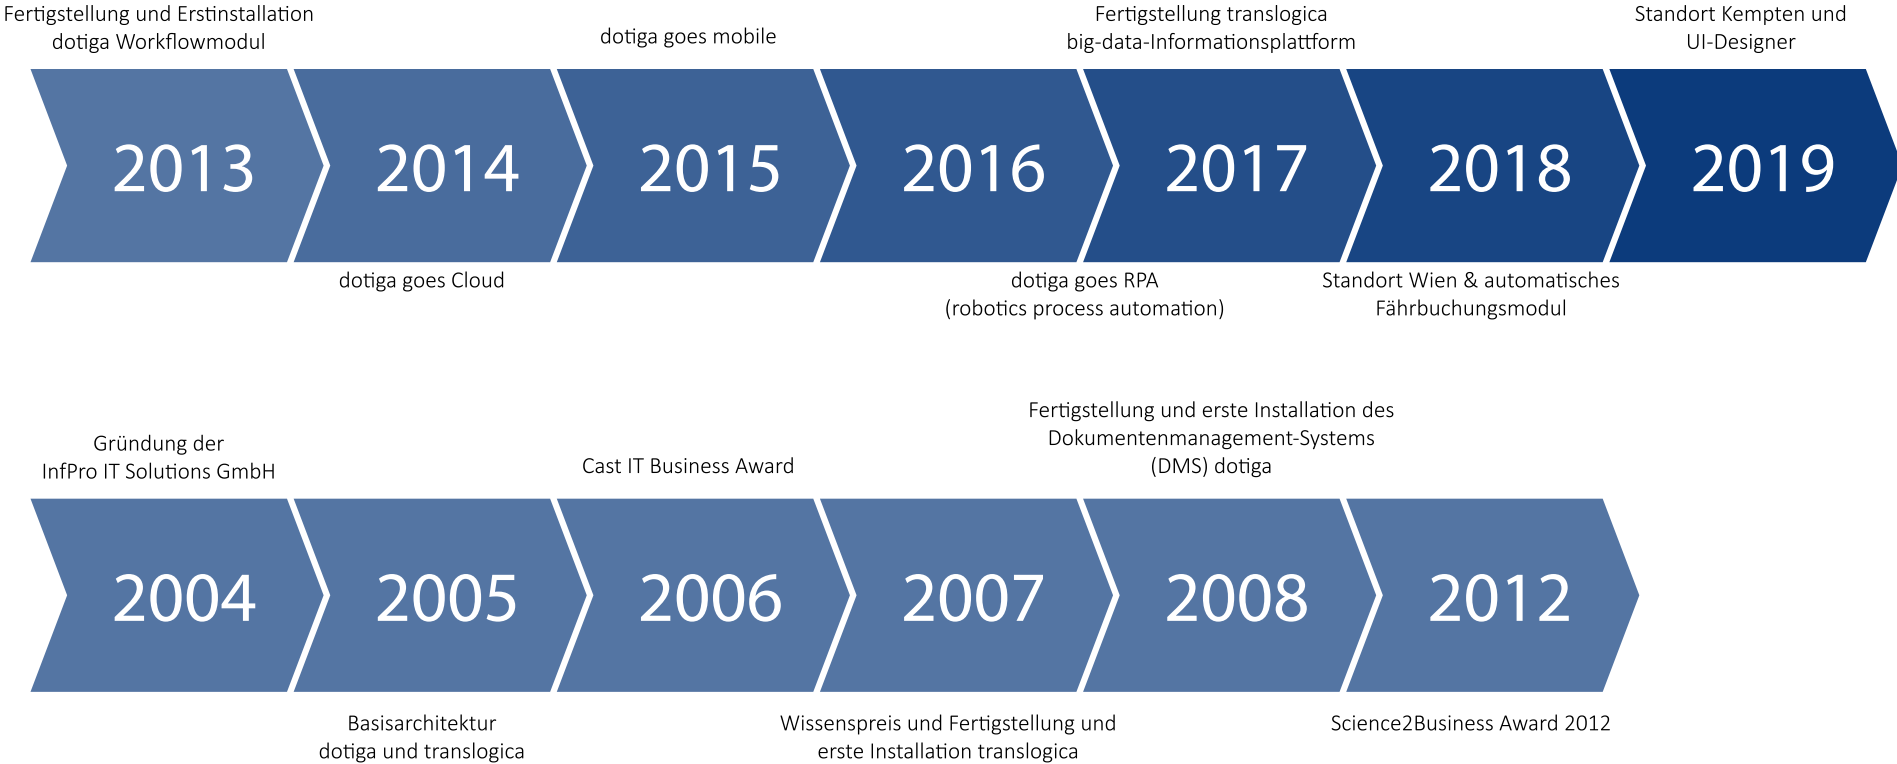 Fertigstellung und Erstinstallation
dotiga Workflowmodul
dotiga goes mobile
Fertigstellung translogica
big-data-Informationsplattform
Standort Kempten und
UI-Designer
2013
2014
2015
2016
2017
2018
2019
dotiga goes Cloud
dotiga goes RPA
(robotics process automation)
Standort Wien & automatisches
Fährbuchungsmodul
Gründung der
InfPro IT Solutions GmbH
Cast IT Business Award
Fertigstellung und erste Installation des
Dokumentenmanagement-Systems
(DMS) dotiga
2004
2005
2006
2007
2008
2012
Basisarchitektur
dotiga und translogica
Wissenspreis und Fertigstellung und
erste Installation translogica
Science2Business Award 2012